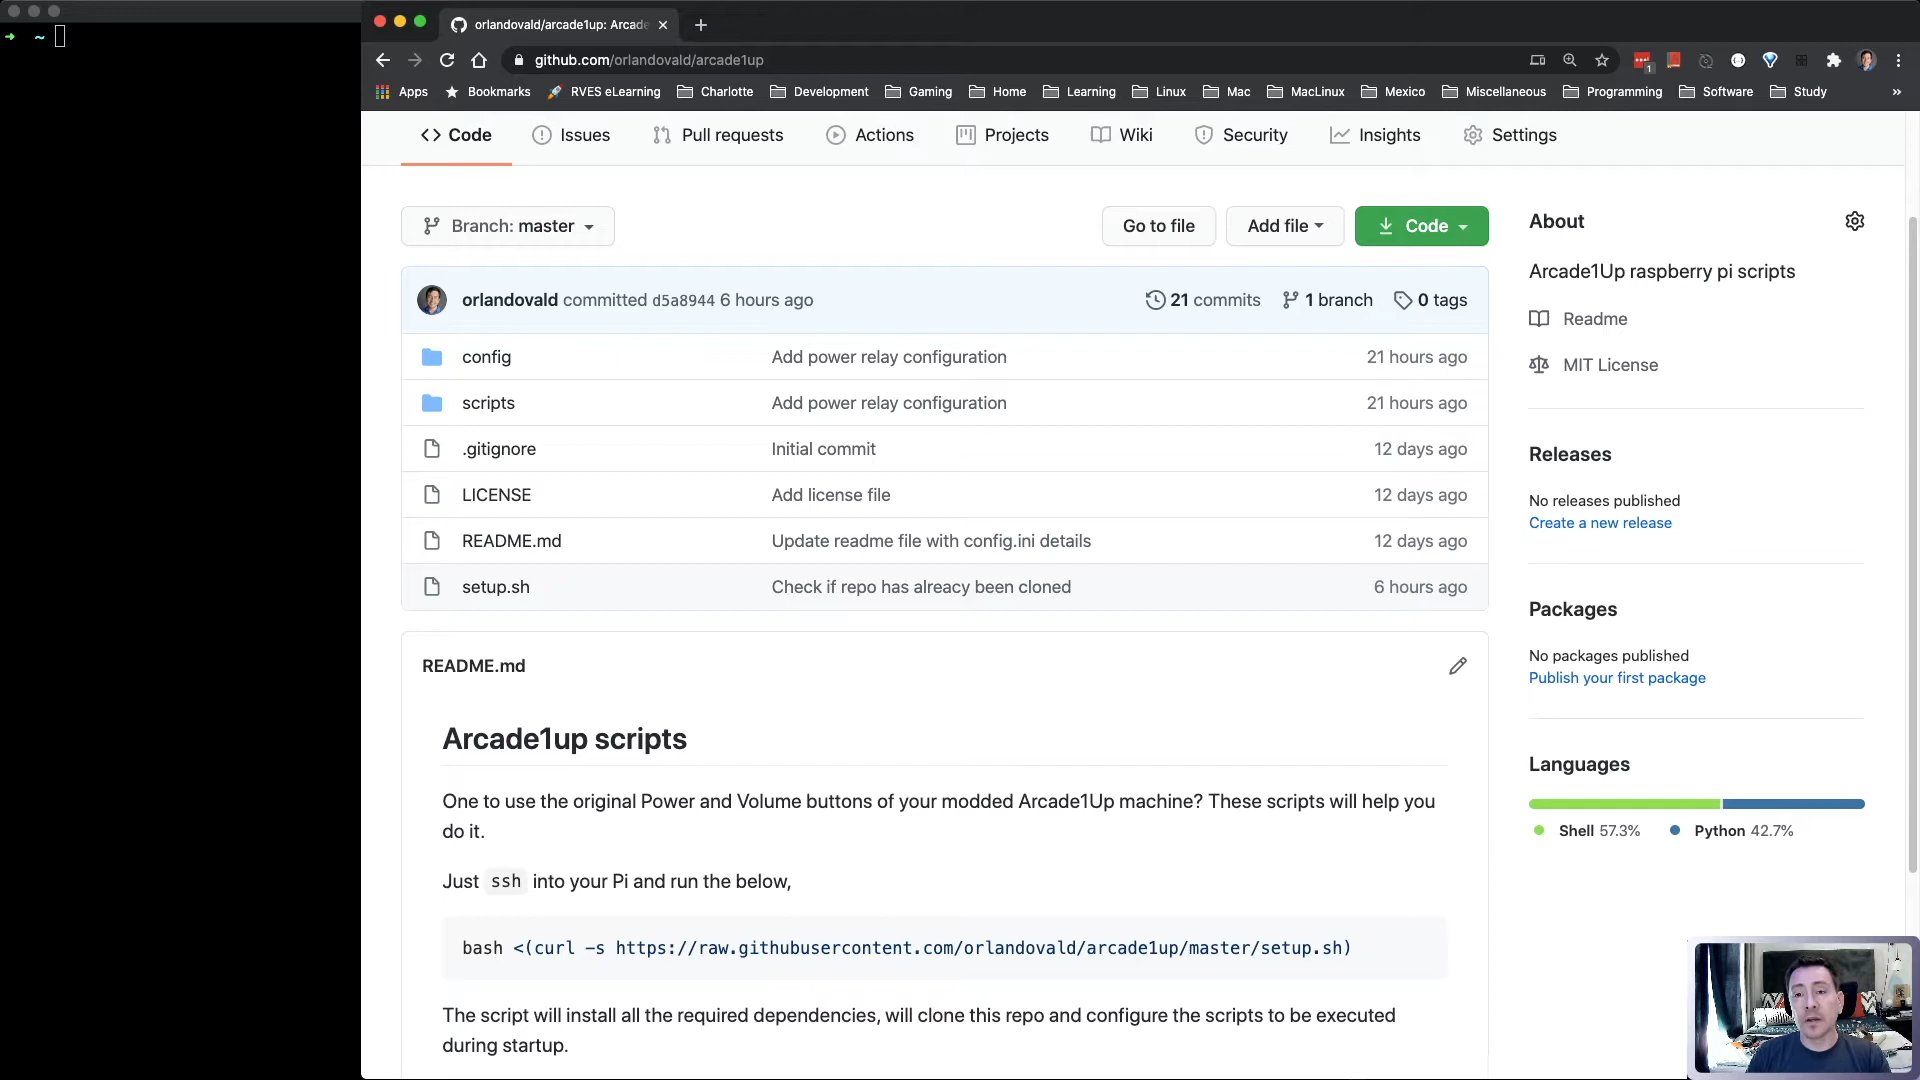 ~
orlandovald/arcade1up: Arcade
github.com/orlandovald/arcade1up
1
Apps
Bookmarks
RVES eLearning
Charlotte
Development
Gaming
Home
Learning
Linux
Mac
MacLinux
Mexico
Miscellaneous
Programming
Software
Study
»
Code
Issues
Pull requests
Actions
Projects
Wiki
Security
Insights
Settings
Branch: master
Go to file
Add file
Code
orlandovald committed d5a8944 6 hours ago
21 commits
1 branch
0 tags
config Add power relay configuration 21 hours ago
scripts Add power relay configuration 21 hours ago
.gitignore Initial commit 12 days ago
LICENSE Add license file 12 days ago
README.md Update readme file with config.ini details 12 days ago
setup.sh Check if repo has alreacy been cloned 6 hours ago
README.md
Arcade1up scripts
One to use the original Power and Volume buttons of your modded Arcade1Up machine? These scripts will help you
do it.
Just ssh into your Pi and run the below,
bash <(curl -s https://raw.githubusercontent.com/orlandovald/arcade1up/master/setup.sh)
The script will install all the required dependencies, will clone this repo and configure the scripts to be executed
during startup.
About
Arcade1Up raspberry pi scripts
Readme
MIT License
Releases
No releases published
Create a new release
Packages
No packages published
Publish your first package
Languages
Shell 57.3%
Python 42.7%